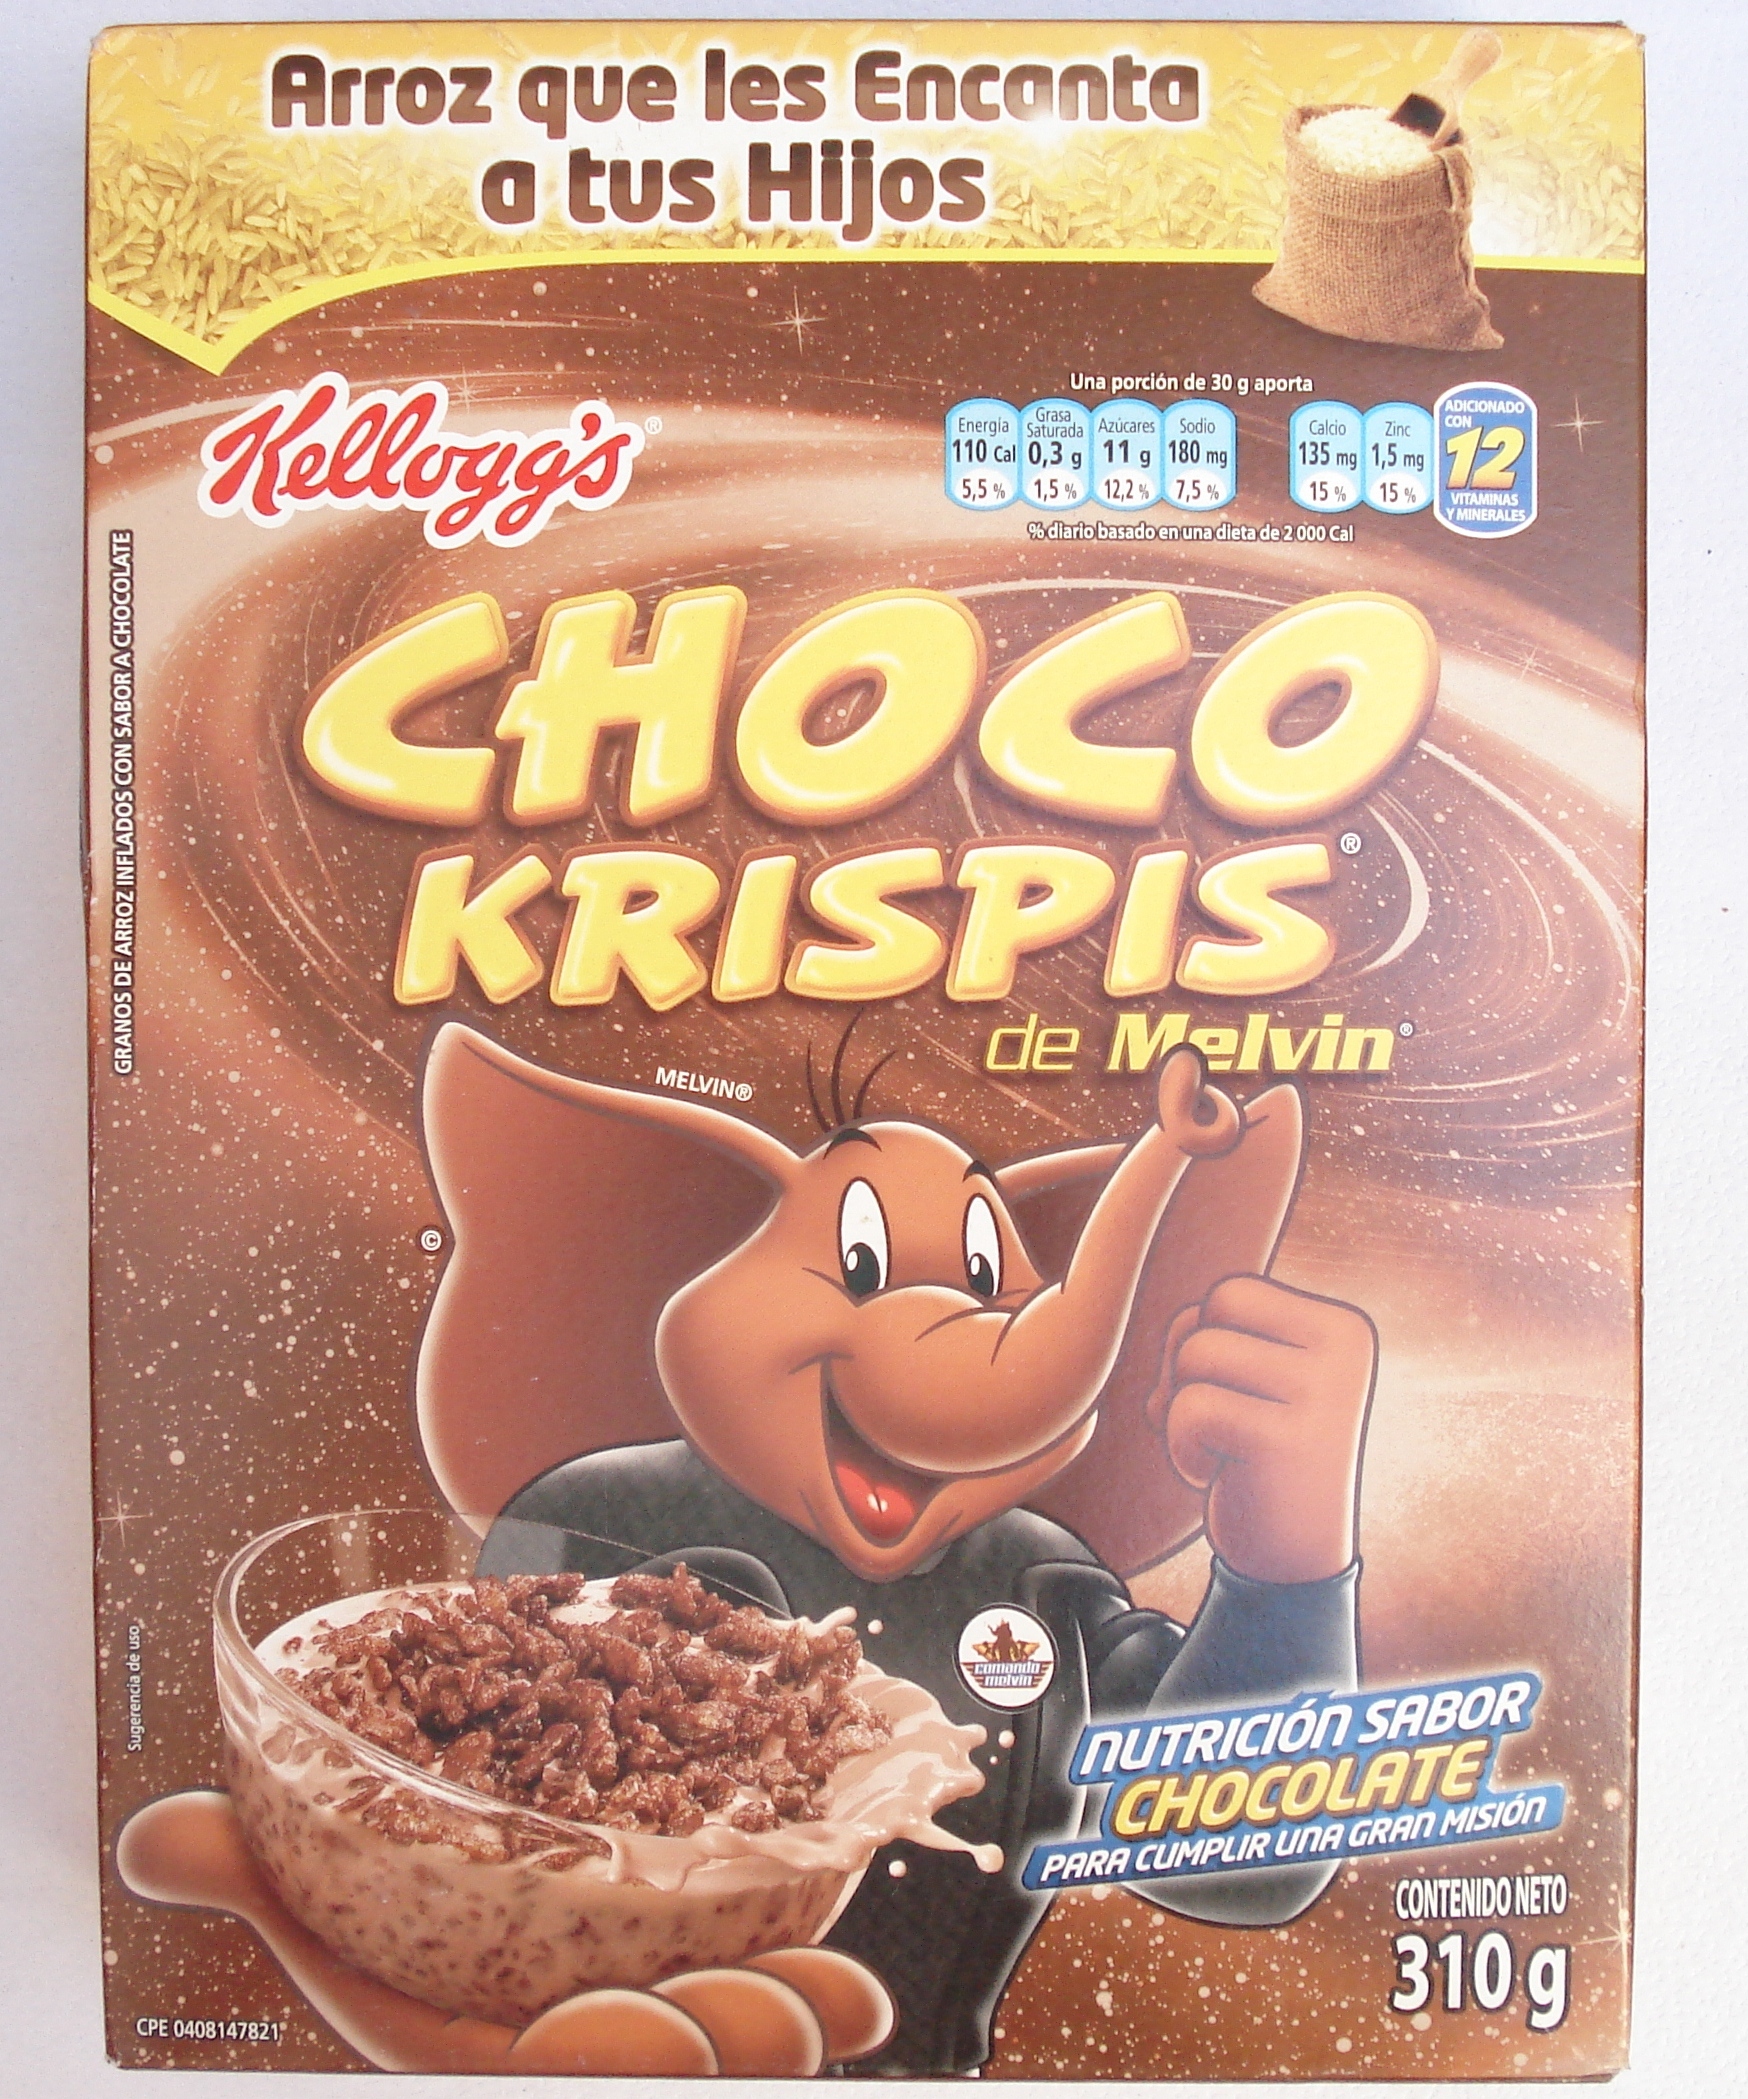 Arroz que les Encanta
a tus Hijos
Kellogg's®
Una porción de 30 g aporta
Energía 110 Cal 5,5 %
Grasa Saturada 0,3 g 1,5 %
Azúcares 11 g 12,2 %
Sodio 180 mg 7,5 %
Calcio 135 mg 15 %
Zinc 1,5 mg 15 %
ADICIONADO
CON
12
VITAMINAS
Y MINERALES
% diario basado en una dieta de 2 000 Cal
GRANOS DE ARROZ INFLADOS CON SABOR A CHOCOLATE
CHOCO
KRISPIS®
de Melvin®
MELVIN®
©
comando
melvin
Sugerencia de uso
NUTRICIÓN SABOR
CHOCOLATE
PARA CUMPLIR UNA GRAN MISIÓN
CONTENIDO NETO
310 g
CPE 0408147821